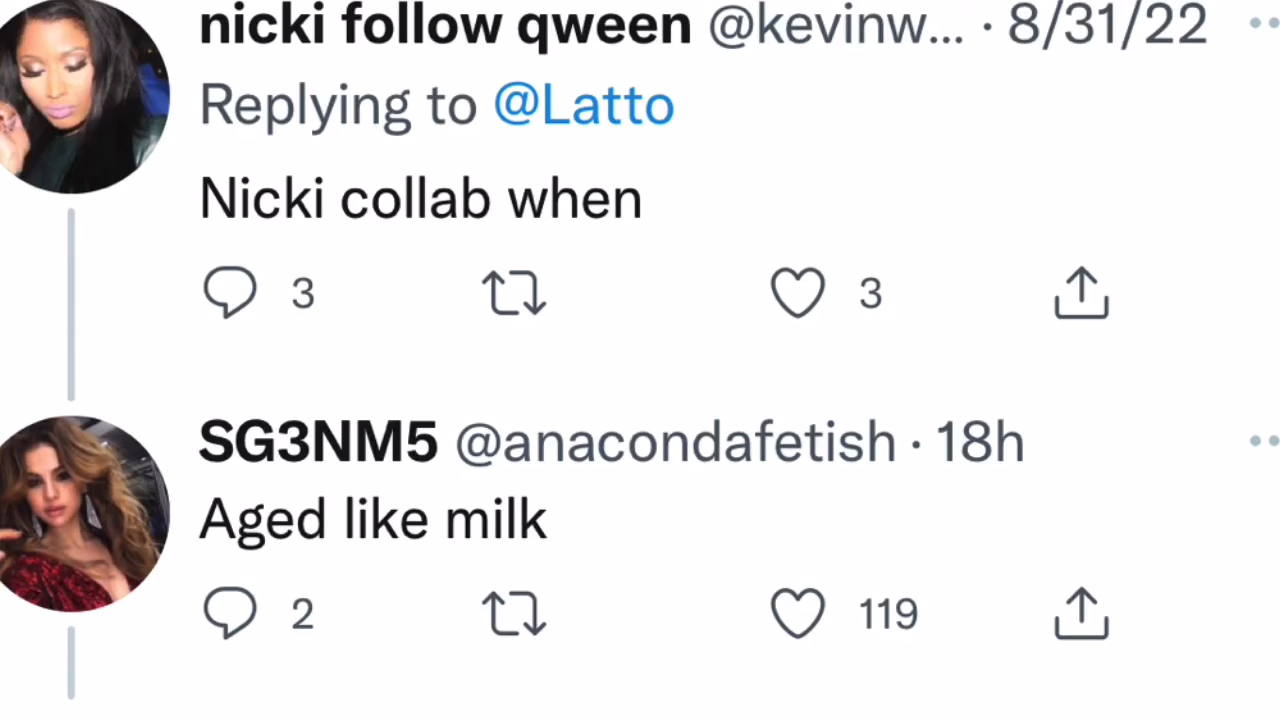 nicki follow qween @kevinw... · 8/31/22
Replying to @Latto
Nicki collab when
3 3
SG3NM5 @anacondafetish · 18h
Aged like milk
2 119